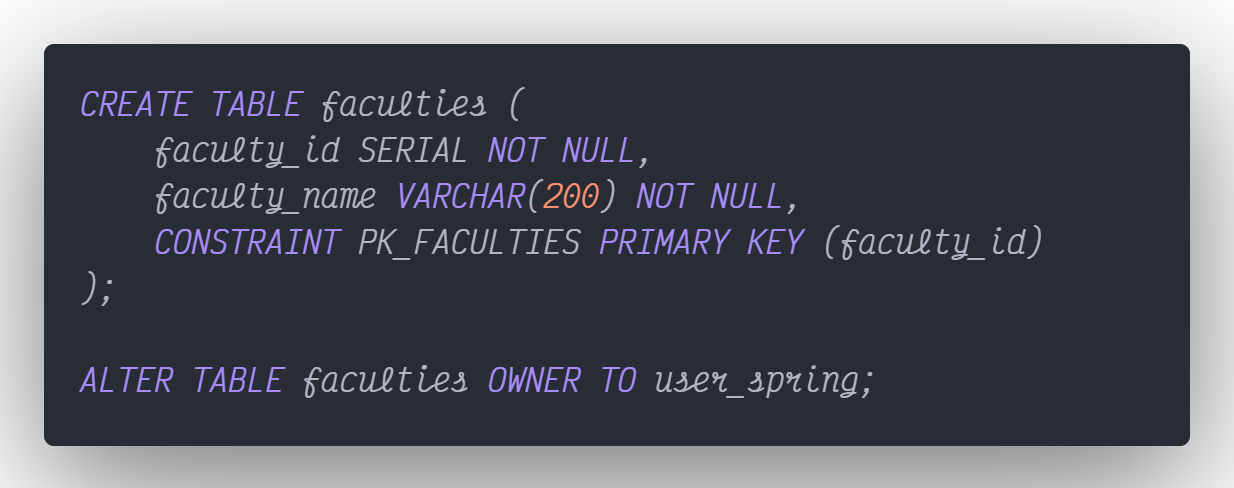 CREATE TABLE faculties (
    faculty_id SERIAL NOT NULL,
    faculty_name VARCHAR(200) NOT NULL,
    CONSTRAINT PK_FACULTIES PRIMARY KEY (faculty_id)
);

ALTER TABLE faculties OWNER TO user_spring;